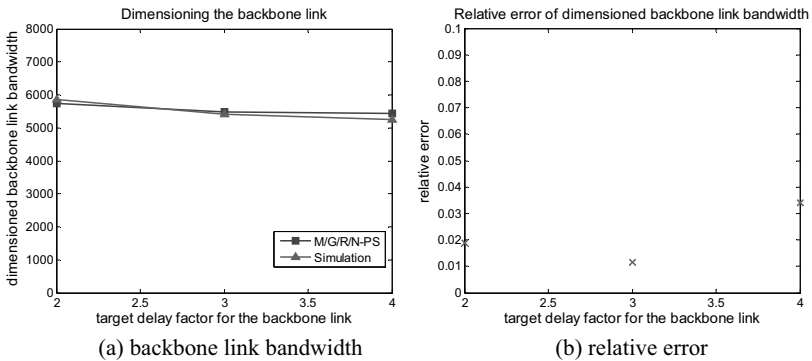 Dimensioning the backbone link
8000
7000
6000
5000
4000
3000
2000
1000
0
dimensioned backbone link bandwidth
M/G/R/N-PS
Simulation
2 2.5 3 3.5 4
target delay factor for the backbone link
(a) backbone link bandwidth
Relative error of dimensioned backbone link bandwidth
0.1
0.09
0.08
0.07
0.06
0.05
0.04
0.03
0.02
0.01
0
relative error
2 2.5 3 3.5 4
target delay factor for the backbone link
(b) relative error